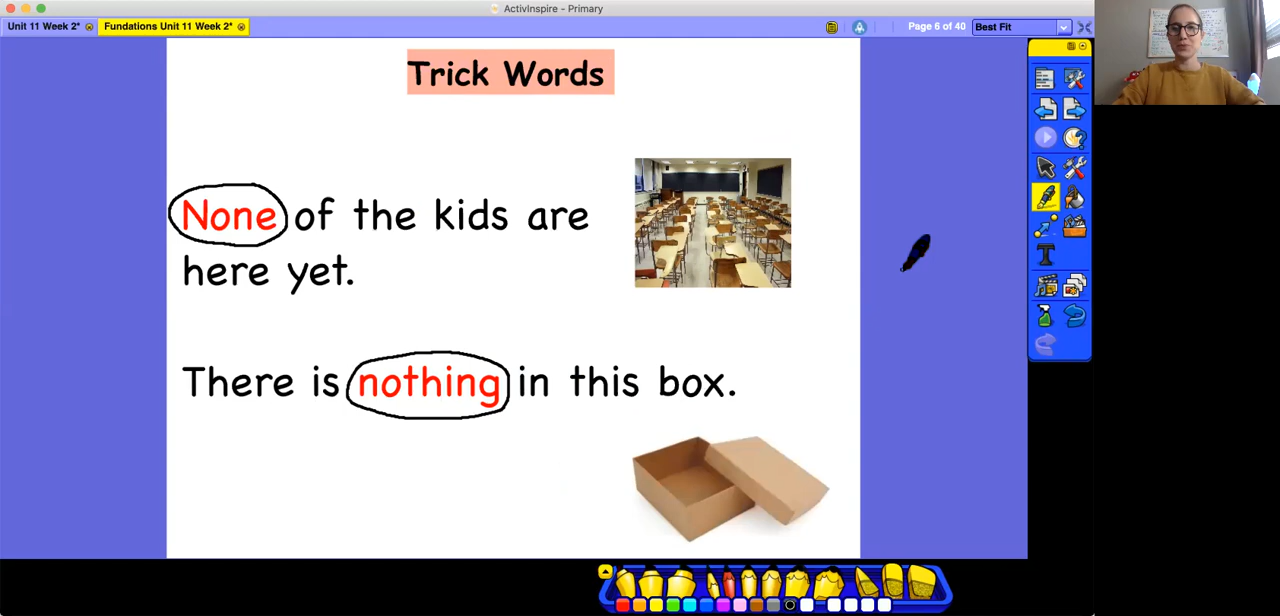 ActivInspire - Primary
Unit 11 Week 2*
Fundations Unit 11 Week 2*
Page 6 of 40
Best Fit
Trick Words
None of the kids are
here yet.
There is nothing in this box.
T